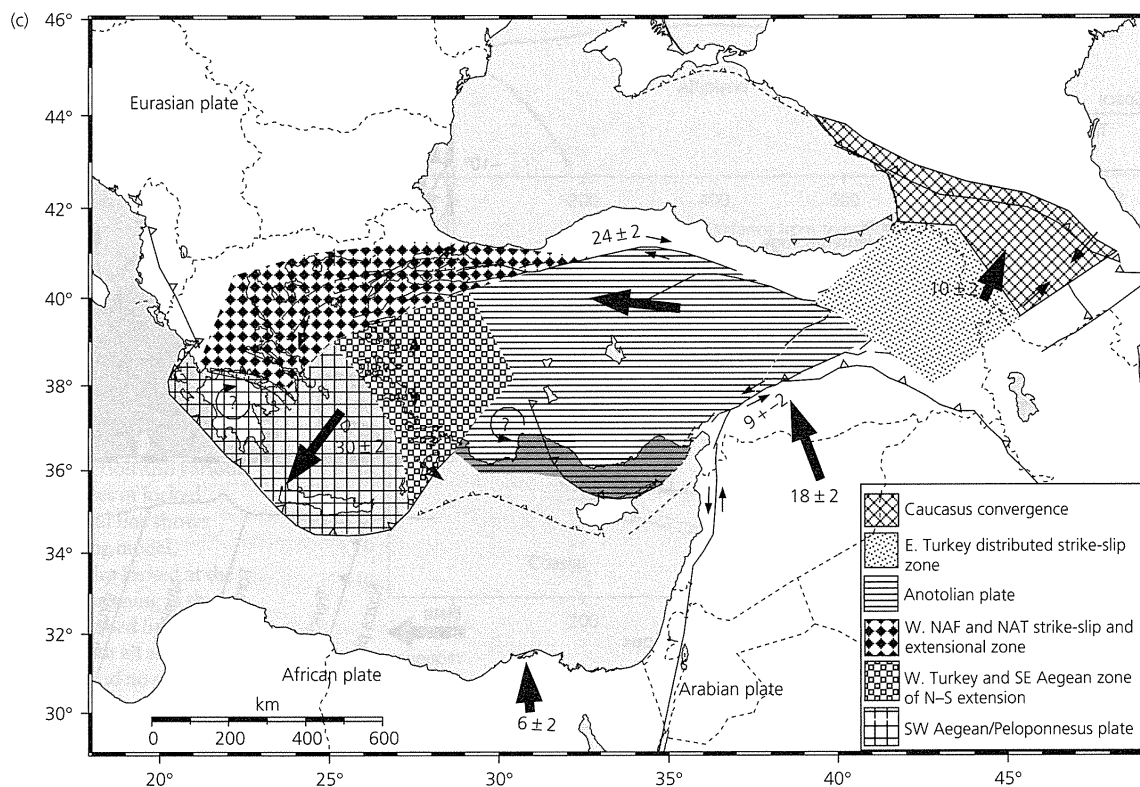 (c)
46°
44°
42°
40°
38°
36°
34°
32°
30°
Eurasian plate
24 ± 2
10 ± 2
?
?
30 ± 2
9 ± 2
18 ± 2
African plate
Arabian plate
6 ± 2
km
0 200 400 600
Caucasus convergence
E. Turkey distributed strike-slip
zone
Anotolian plate
W. NAF and NAT strike-slip and
extensional zone
W. Turkey and SE Aegean zone
of N–S extension
SW Aegean/Peloponnesus plate
20° 25° 30° 35° 40° 45°